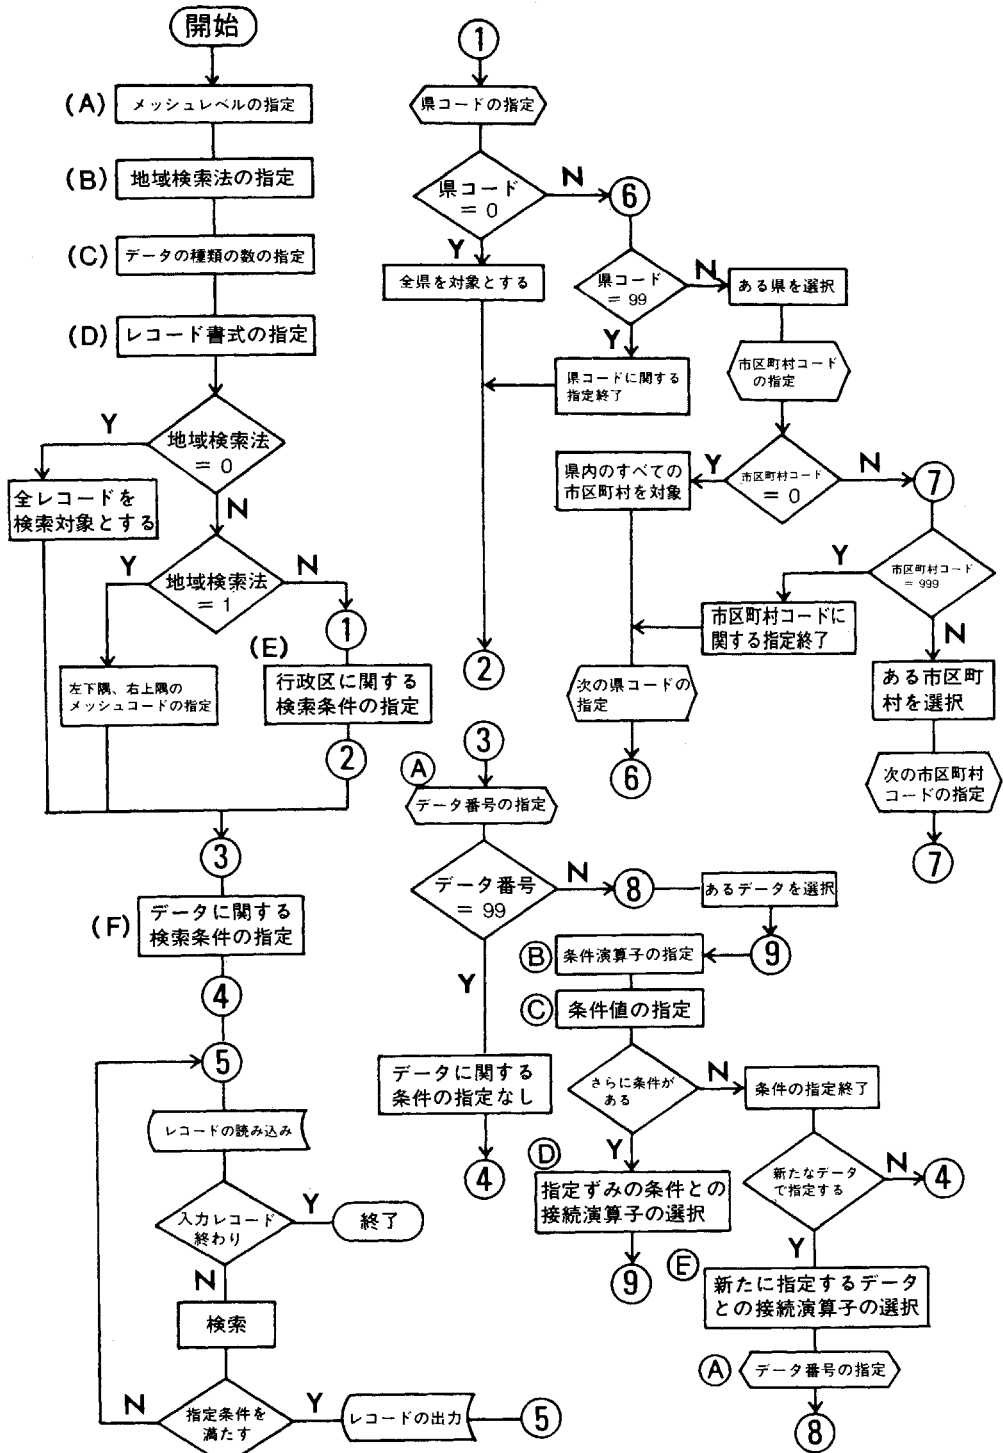 開始
(A)
メッシュレベルの指定
(B)
地域検索法の指定
(C)
データの種類の数の指定
(D)
レコード書式の指定
地域検索法
= 0
Y
N
全レコードを
検索対象とする
地域検索法
= 1
Y
N
1
(E)
左下隅、右上隅の
メッシュコードの指定
行政区に関する
検索条件の指定
2
3
(F)
データに関する
検索条件の指定
4
5
レコードの読み込み
入力レコード
終わり
Y
終了
N
検索
指定条件を
満たす
N
Y
レコードの出力
5
1
県コードの指定
県コード
= 0
N
6
Y
全県を対象とする
県コード
= 99
N
ある県を選択
Y
県コードに関する
指定終了
市区町村コード
の指定
市区町村コード
= 0
Y
N
7
県内のすべての
市区町村を対象
市区町村コード
= 999
Y
市区町村コードに
関する指定終了
N
ある市区町
村を選択
2
次の県コードの
指定
6
次の市区町村
コードの指定
7
3
A
データ番号の指定
データ番号
= 99
N
8
あるデータを選択
9
Y
B
条件演算子の指定
C
条件値の指定
データに関する
条件の指定なし
4
さらに条件が
ある
N
条件の指定終了
Y
D
指定ずみの条件との
接続演算子の選択
9
新たなデータ
で指定する
N
4
Y
E
新たに指定するデータ
との接続演算子の選択
A
データ番号の指定
8